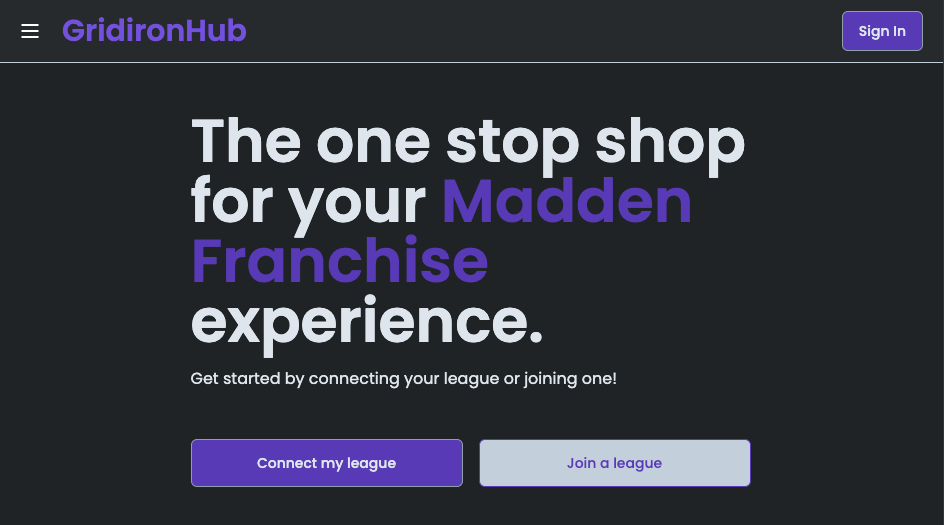 GridironHub
Sign In
The one stop shop
for your Madden
Franchise
experience.
Get started by connecting your league or joining one!
Connect my league
Join a league